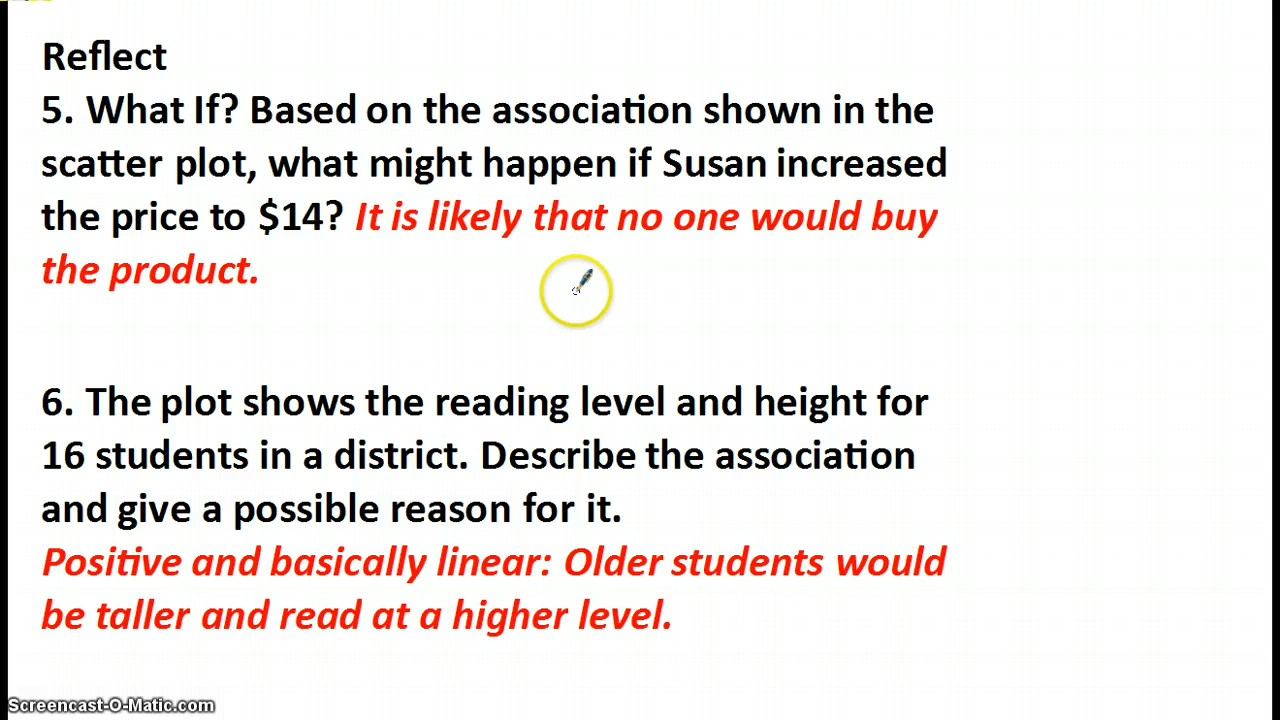 Reflect
5. What If? Based on the association shown in the
scatter plot, what might happen if Susan increased
the price to $14? It is likely that no one would buy
the product.
6. The plot shows the reading level and height for
16 students in a district. Describe the association
and give a possible reason for it.
Positive and basically linear: Older students would
be taller and read at a higher level.
Screencast-O-Matic.com